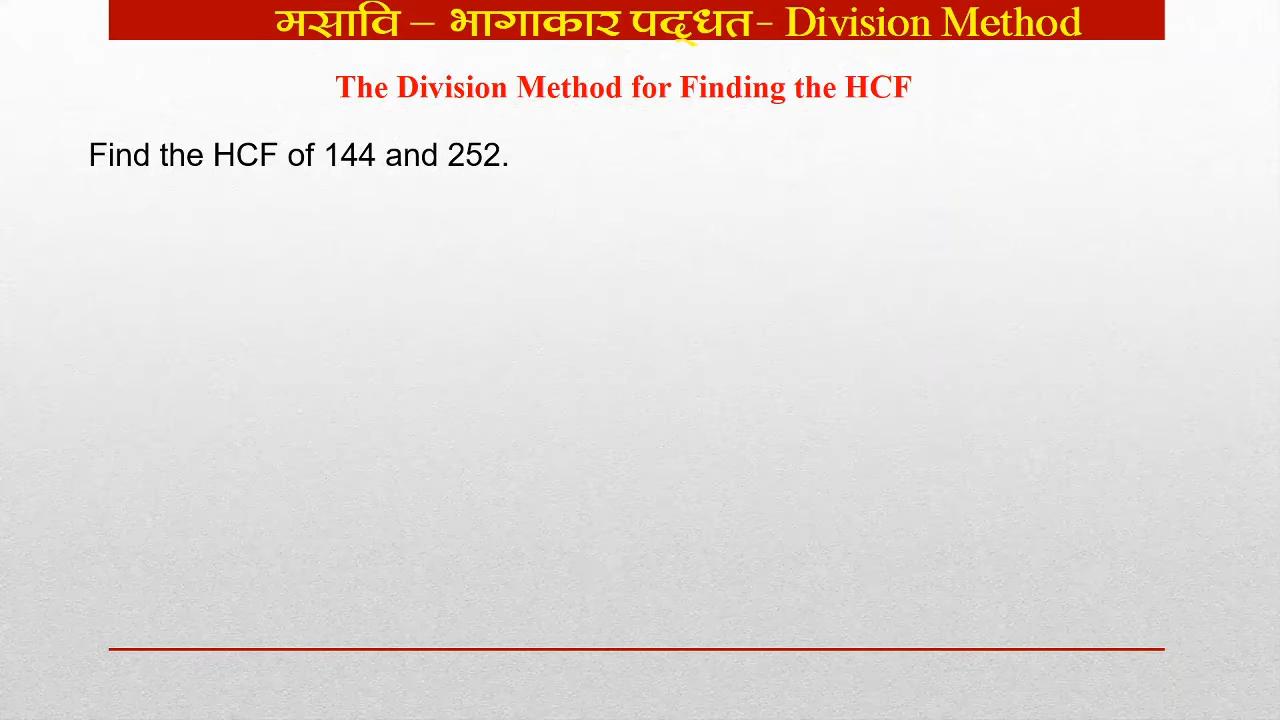 मसावि – भागाकार पद्धत- Division Method
The Division Method for Finding the HCF
Find the HCF of 144 and 252.